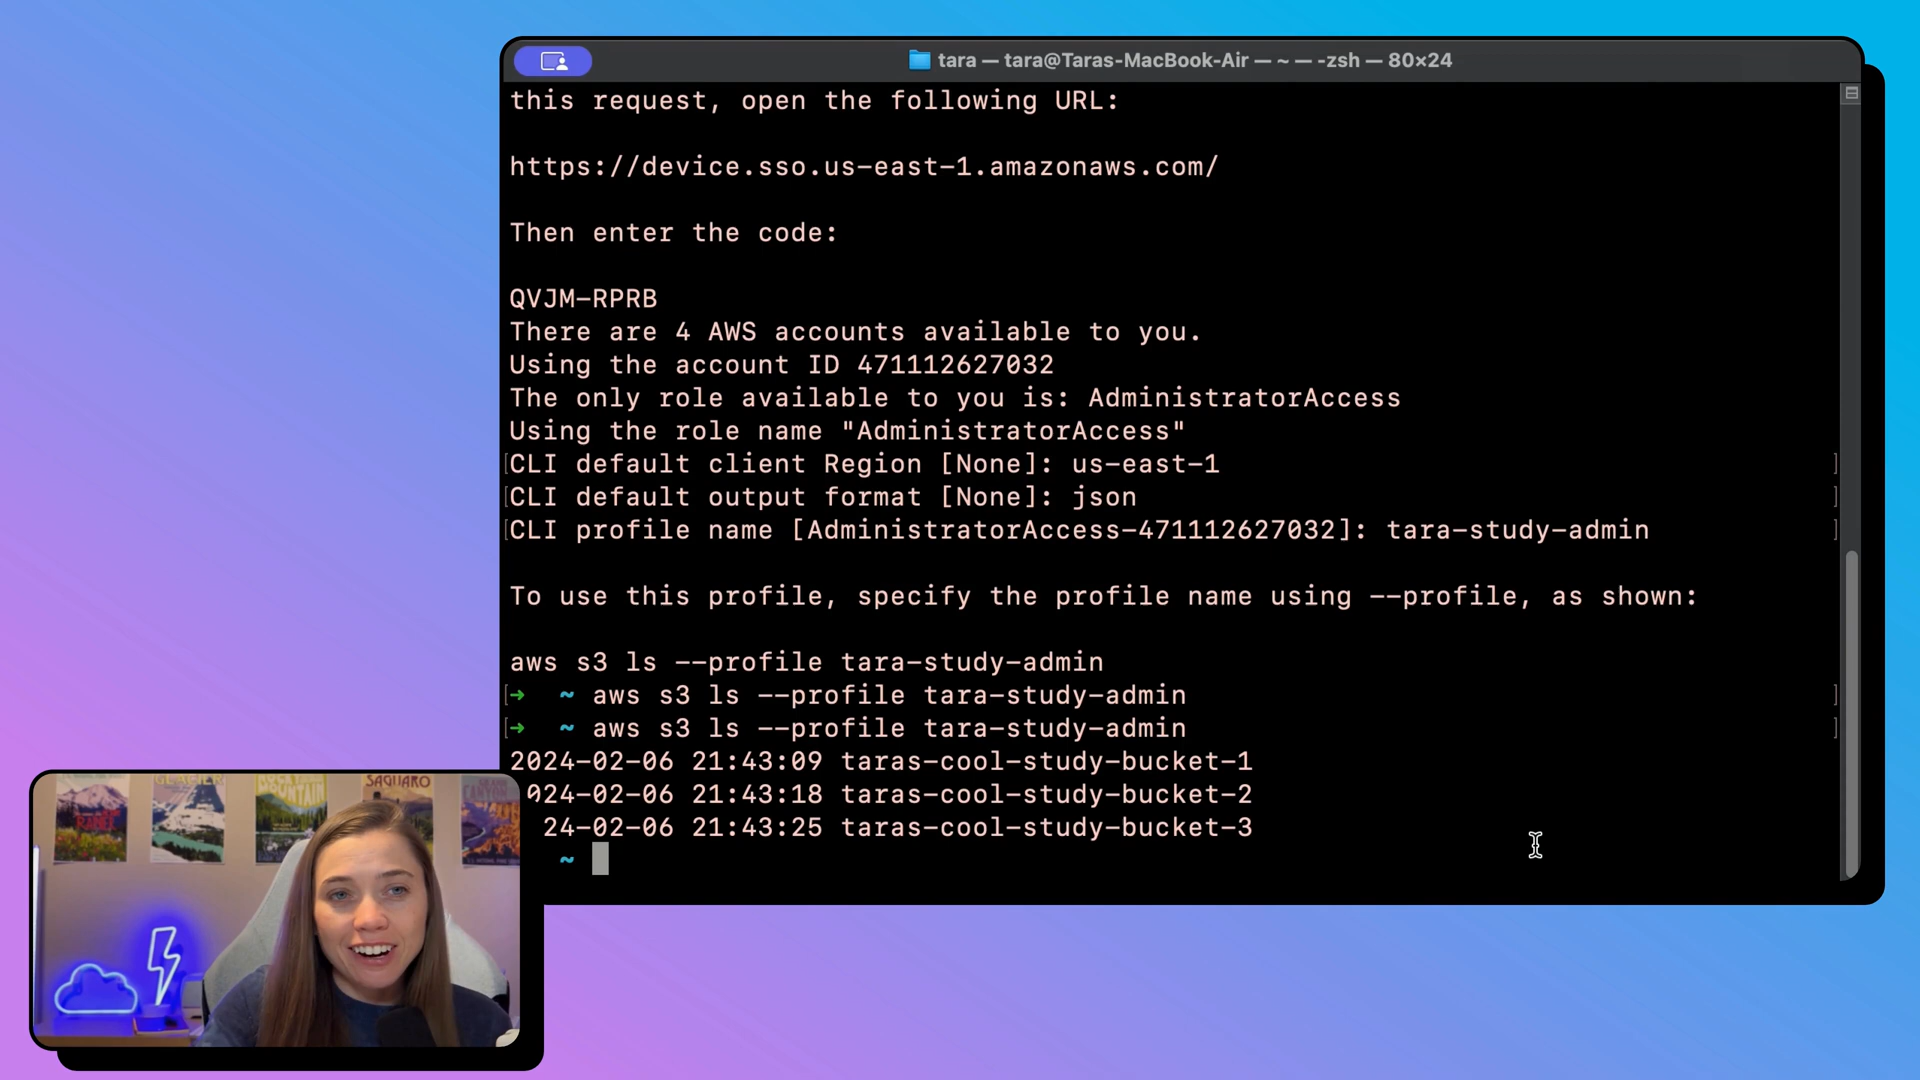 tara — tara@Taras-MacBook-Air — ~ — -zsh — 80×24
this request, open the following URL:
https://device.sso.us-east-1.amazonaws.com/
Then enter the code:
QVJM-RPRB
There are 4 AWS accounts available to you.
Using the account ID 471112627032
The only role available to you is: AdministratorAccess
Using the role name "AdministratorAccess"
[CLI default client Region [None]: us-east-1 ]
[CLI default output format [None]: json ]
[CLI profile name [AdministratorAccess-471112627032]: tara-study-admin ]
To use this profile, specify the profile name using --profile, as shown:
aws s3 ls --profile tara-study-admin
[→ ~ aws s3 ls --profile tara-study-admin ]
[→ ~ aws s3 ls --profile tara-study-admin ]
2024-02-06 21:43:09 taras-cool-study-bucket-1
024-02-06 21:43:18 taras-cool-study-bucket-2
24-02-06 21:43:25 taras-cool-study-bucket-3
~
GLACIER
ROCKY
MOUNTAIN
SAGUARO
CANYON